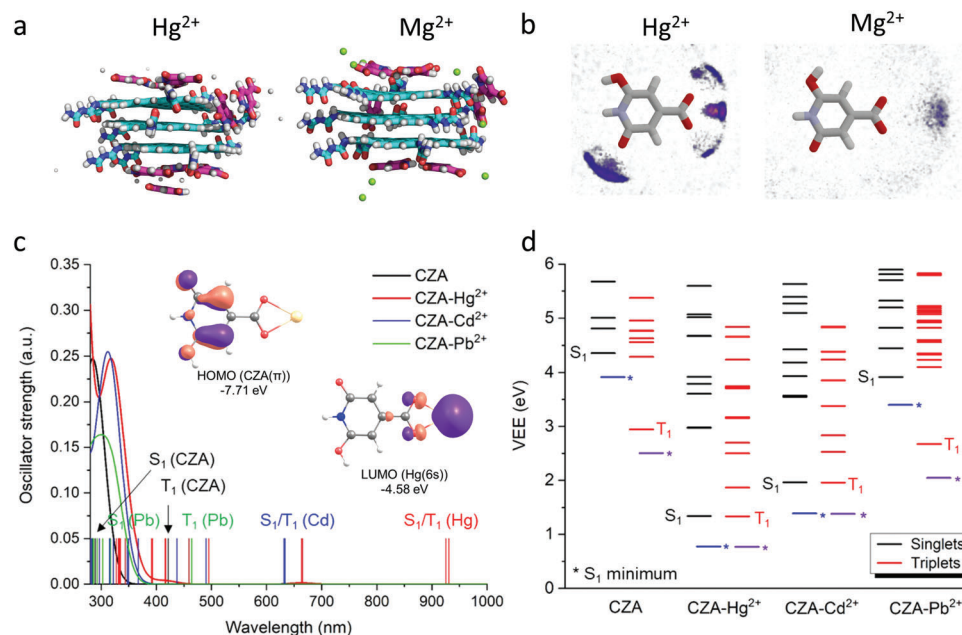 a
Hg²⁺
Mg²⁺
b
Hg²⁺
Mg²⁺
c
0.35
0.30
0.25
0.20
0.15
0.10
0.05
0.00
Oscillator strength (a.u.)
HOMO (CZA(π))
-7.71 eV
CZA
CZA-Hg²⁺
CZA-Cd²⁺
CZA-Pb²⁺
LUMO (Hg(6s))
-4.58 eV
S₁ (CZA)
T₁ (CZA)
S₁ (Pb)
T₁ (Pb)
S₁/T₁ (Cd)
S₁/T₁ (Hg)
300 400 500 600 700 800 900 1000
Wavelength (nm)
d
6
5
4
3
2
1
0
VEE (eV)
S₁
*
T₁
*
S₁
T₁
*
*
S₁
T₁
*
*
S₁
*
T₁
*
* S₁ minimum
Singlets
Triplets
CZA
CZA-Hg²⁺
CZA-Cd²⁺
CZA-Pb²⁺